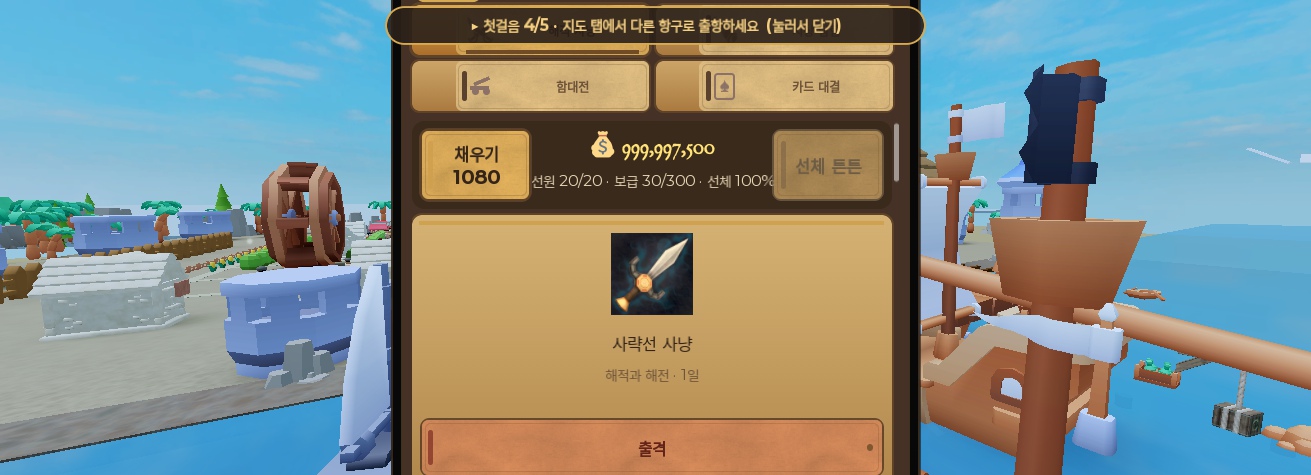 ▸ 첫걸음 4/5 · 지도 탭에서 다른 항구로 출항하세요 (눌러서 닫기)
함대전
카드 대결
채우기
1080
999,997,500
선원 20/20 · 보급 30/300 · 선체 100%
선체 튼튼
사략선 사냥
해적과 해전 · 1일
출격